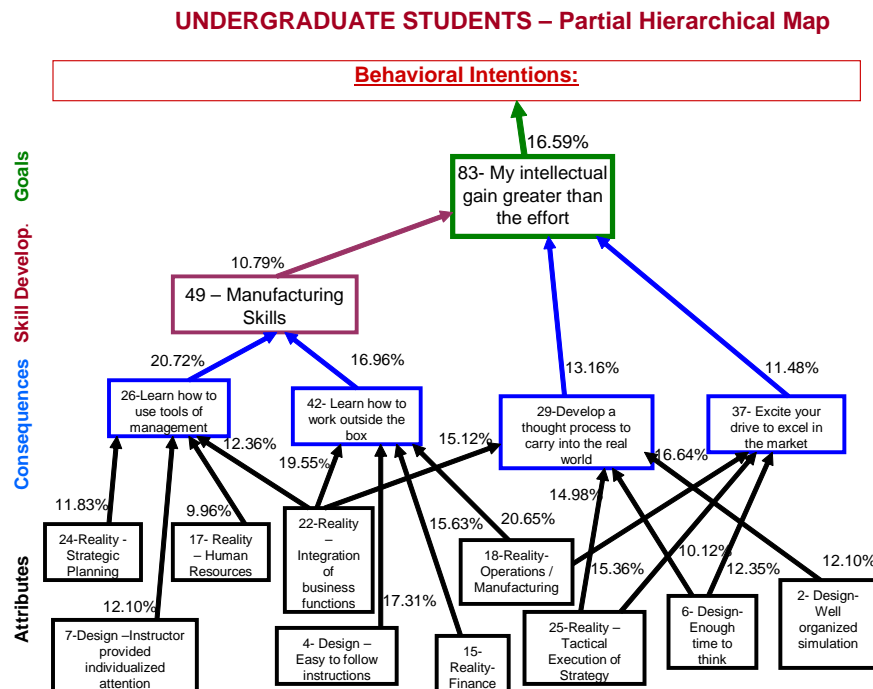 UNDERGRADUATE STUDENTS – Partial Hierarchical Map
Behavioral Intentions:
16.59%
Goals
83- My intellectual
gain greater than
the effort
Skill Develop.
10.79%
49 – Manufacturing
Skills
Consequences
20.72%
16.96%
13.16%
11.48%
26-Learn how to
use tools of
management
42- Learn how to
work outside the
box
29-Develop a
thought process to
carry into the real
world
37- Excite your
drive to excel in
the market
12.36%
19.55%
15.12%
16.64%
11.83%
9.96%
15.63%
20.65%
14.98%
Attributes
24-Reality -
Strategic
Planning
17- Reality
– Human
Resources
22-Reality
–
Integration
of
business
functions
18-Reality-
Operations /
Manufacturing
15.36%
10.12%
12.35%
12.10%
12.10%
17.31%
7-Design –Instructor
provided
individualized
attention
4- Design –
Easy to follow
instructions
15-
Reality-
Finance
25-Reality –
Tactical
Execution of
Strategy
6- Design-
Enough
time to
think
2- Design-
Well
organized
simulation